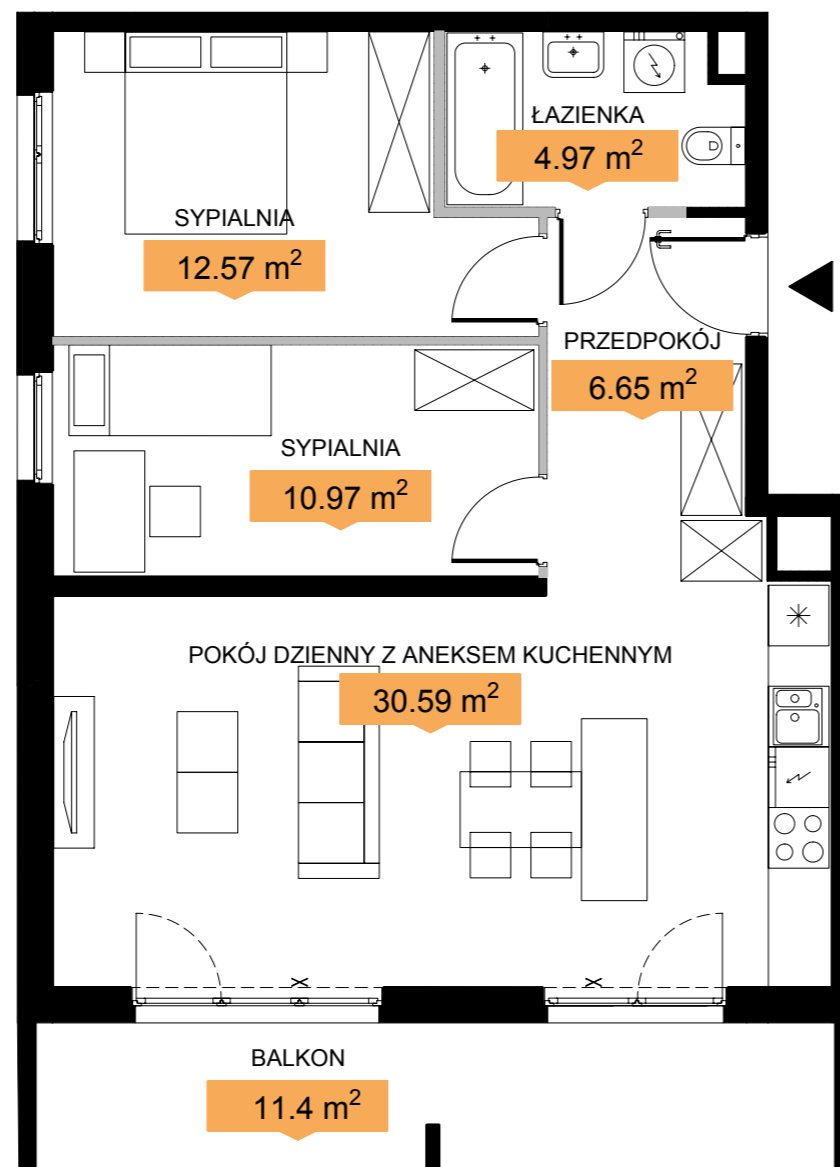 ŁAZIENKA
4.97 m²
SYPIALNIA
12.57 m²
PRZEDPOKÓJ
6.65 m²
SYPIALNIA
10.97 m²
POKÓJ DZIENNY Z ANEKSEM KUCHENNYM
30.59 m²
BALKON
11.4 m²